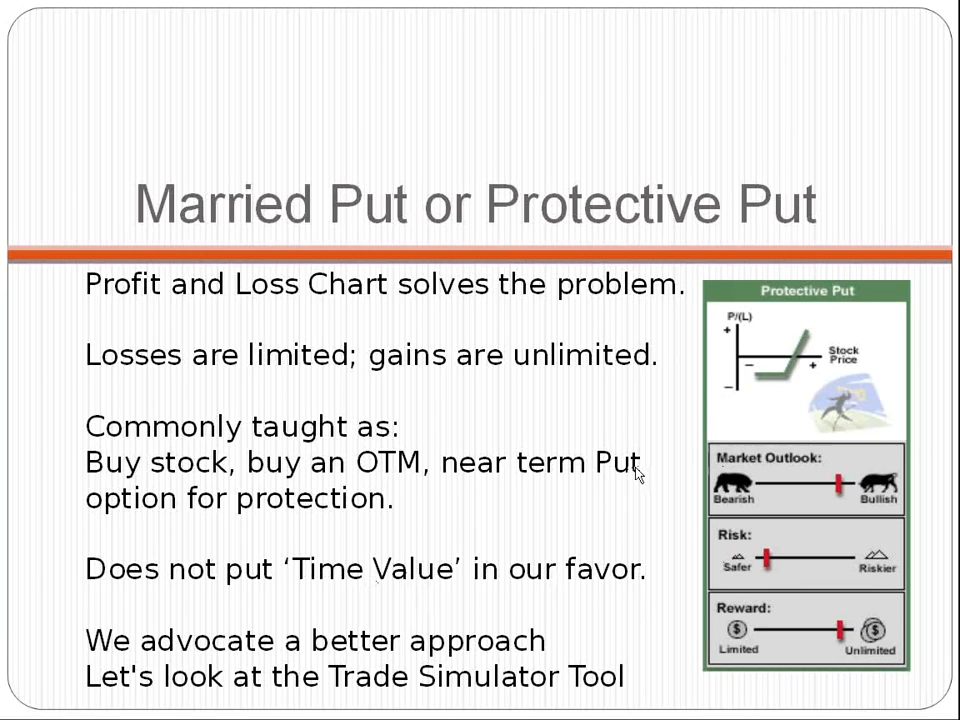 Married Put or Protective Put
Profit and Loss Chart solves the problem.
Losses are limited; gains are unlimited.
Commonly taught as:
Buy stock, buy an OTM, near term Put
option for protection.
Does not put ‘Time Value’ in our favor.
We advocate a better approach
Let's look at the Trade Simulator Tool
Protective Put
P/(L)
+
Stock
Price
−
+
−
Market Outlook:
Bearish
Bullish
Risk:
Safer
Riskier
Reward:
$
$
Limited
Unlimited